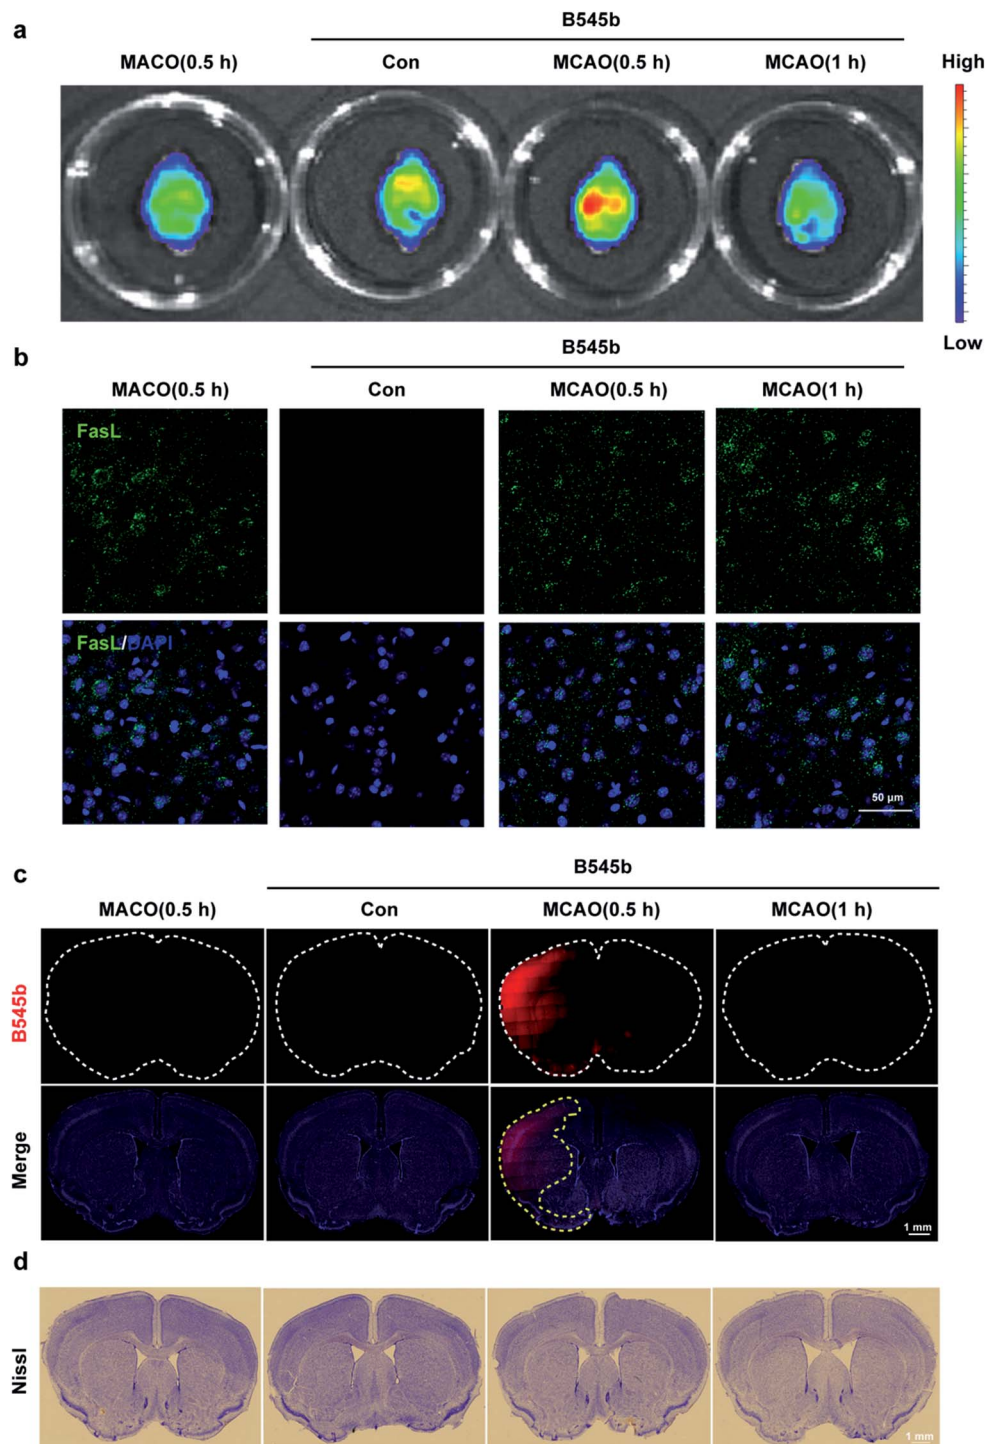 a
B545b
MACO(0.5 h) Con MCAO(0.5 h) MCAO(1 h) High
Low
b
B545b
MACO(0.5 h) Con MCAO(0.5 h) MCAO(1 h)
FasL
FasL/DAPI
50 µm
c
B545b
MACO(0.5 h) Con MCAO(0.5 h) MCAO(1 h)
B545b
Merge
1 mm
d
Nissl
1 mm